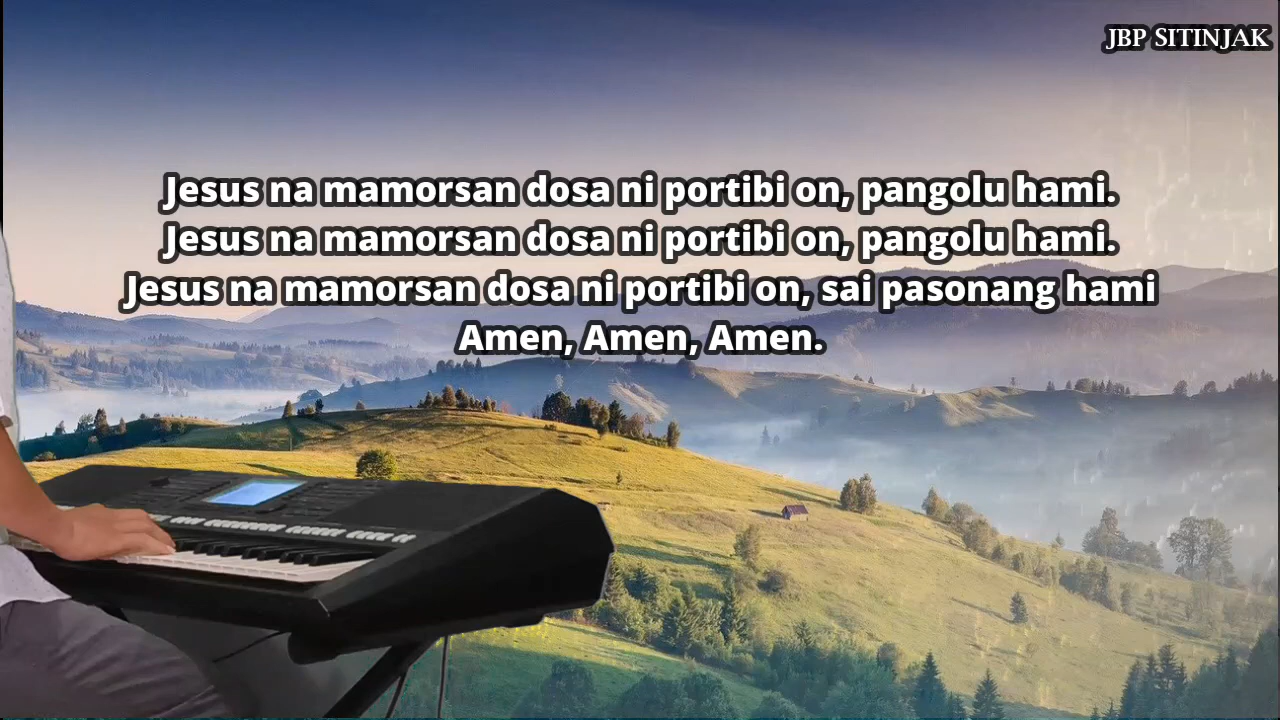 JBP SITINJAK
Jesus na mamorsan dosa ni portibi on, pangolu hami.
Jesus na mamorsan dosa ni portibi on, pangolu hami.
Jesus na mamorsan dosa ni portibi on, sai pasonang hami
Amen, Amen, Amen.